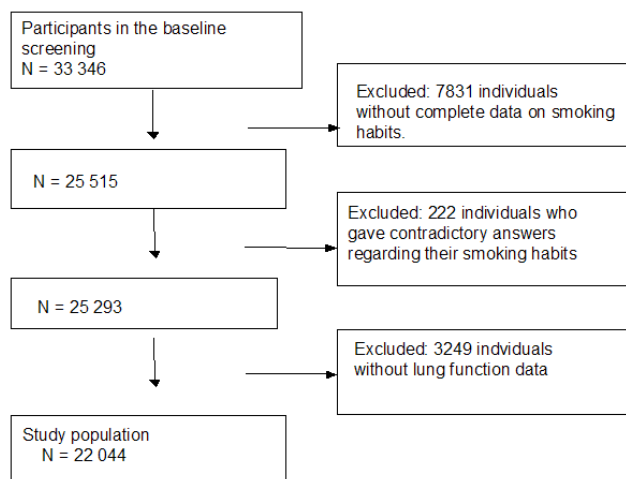 Participants in the baseline
screening
N = 33 346
Excluded: 7831 individuals
without complete data on smoking
habits.
N = 25 515
Excluded: 222 individuals who
gave contradictory answers
regarding their smoking habits
N = 25 293
Excluded: 3249 indviduals
without lung function data
Study population
N = 22 044